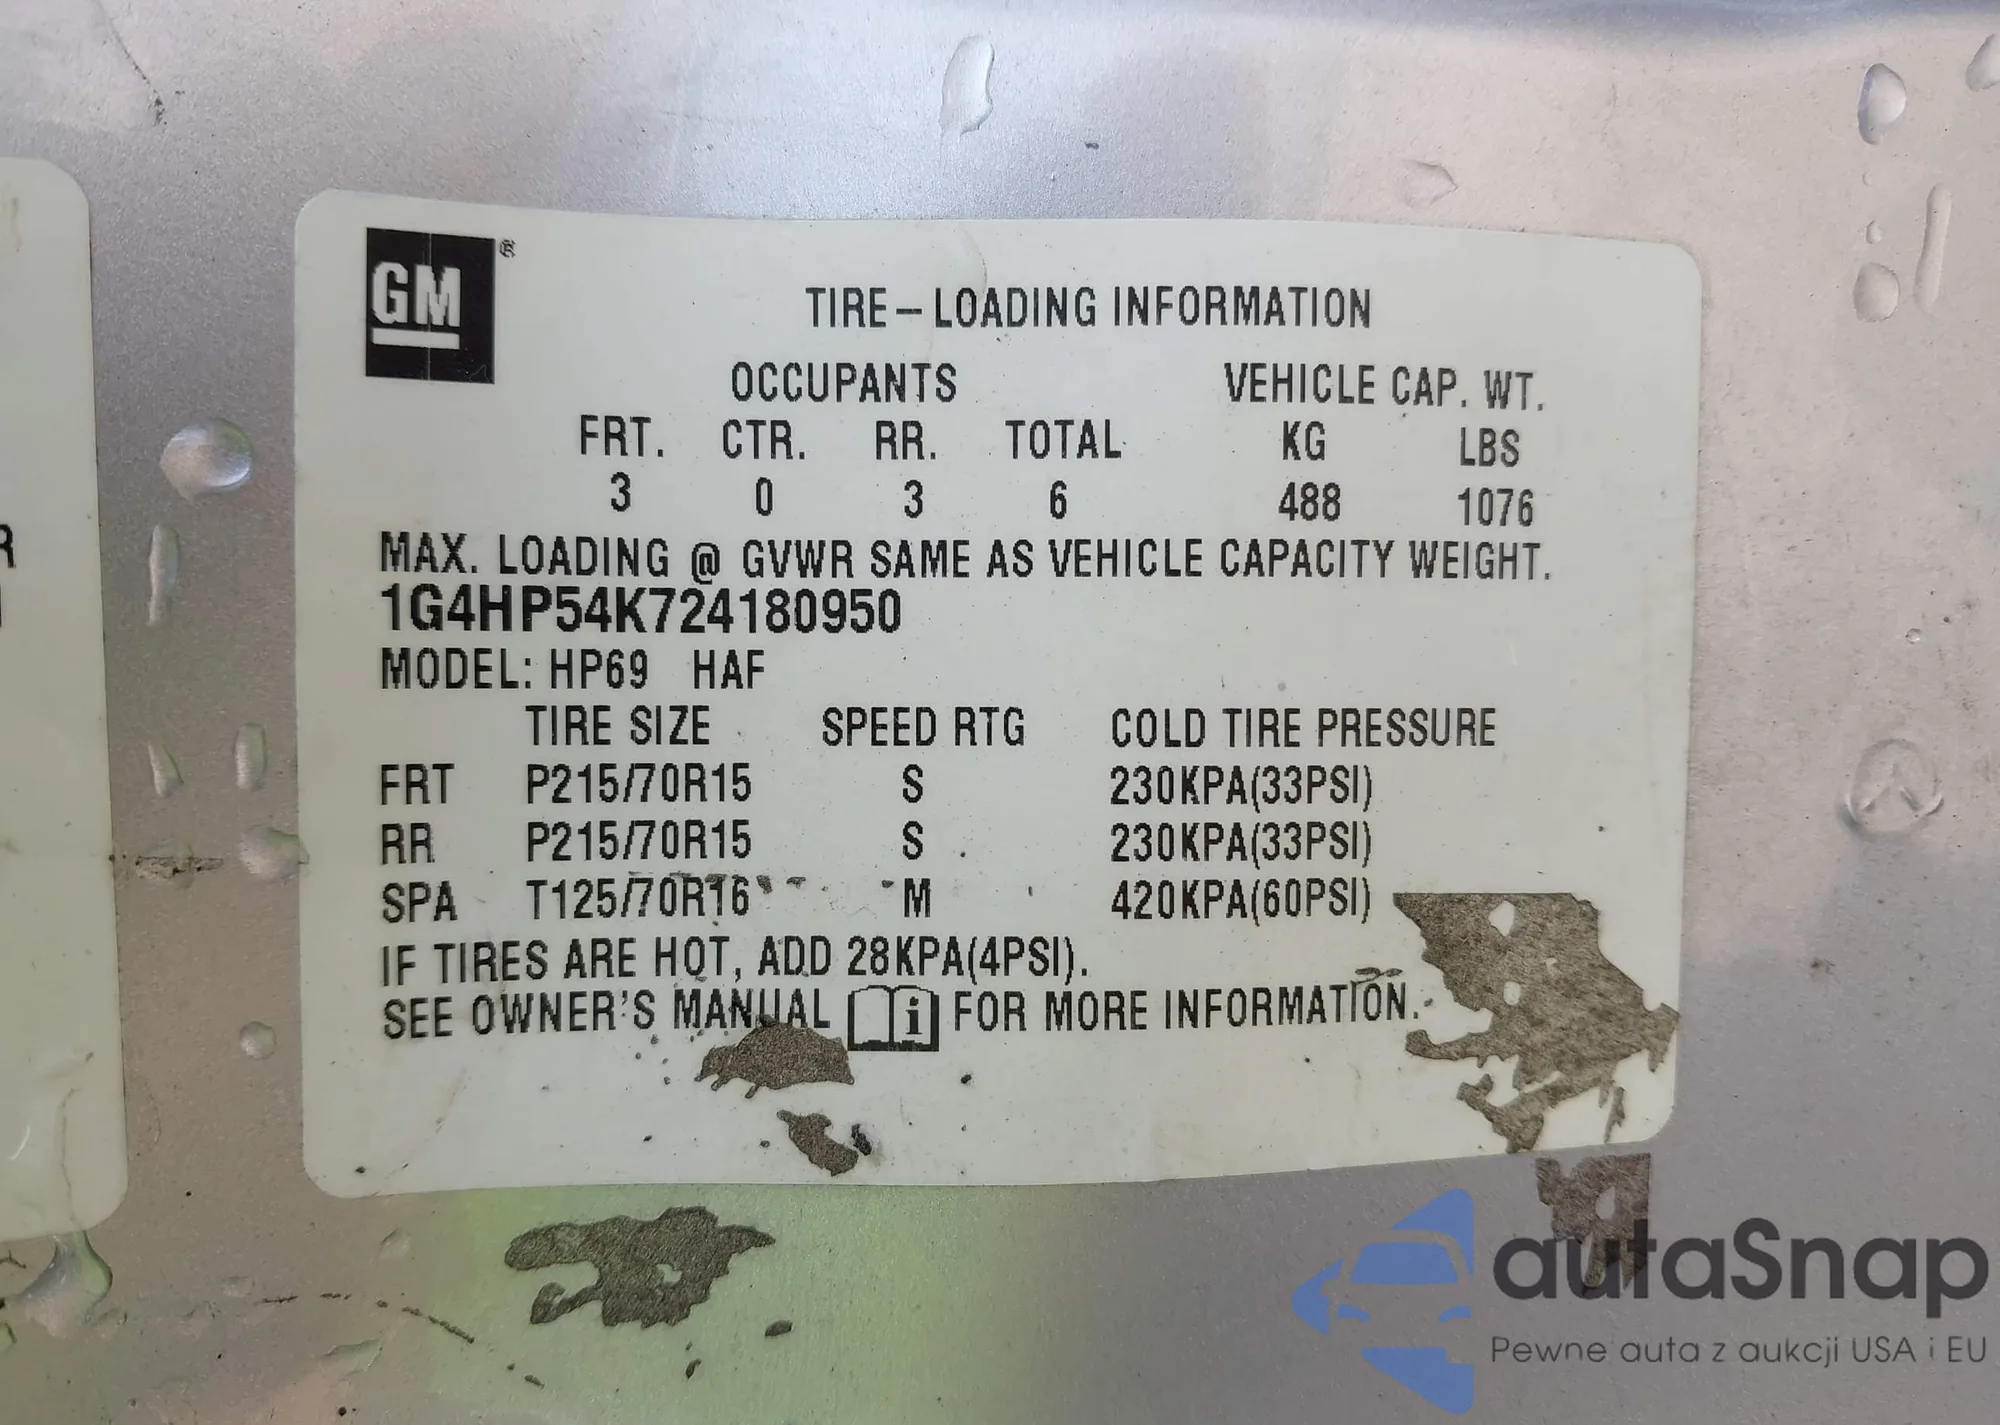 GM ®
TIRE – LOADING INFORMATION
OCCUPANTS VEHICLE CAP. WT.
FRT. CTR. RR. TOTAL KG LBS
3 0 3 6 488 1076
MAX. LOADING @ GVWR SAME AS VEHICLE CAPACITY WEIGHT.
1G4HP54K724180950
MODEL: HP69 HAF
TIRE SIZE SPEED RTG COLD TIRE PRESSURE
FRT P215/70R15 S 230KPA(33PSI)
RR P215/70R15 S 230KPA(33PSI)
SPA T125/70R16 M 420KPA(60PSI)
IF TIRES ARE HOT, ADD 28KPA(4PSI).
SEE OWNER'S MANUAL i FOR MORE INFORMATION.
autaSnap
Pewne auta z aukcji USA i EU